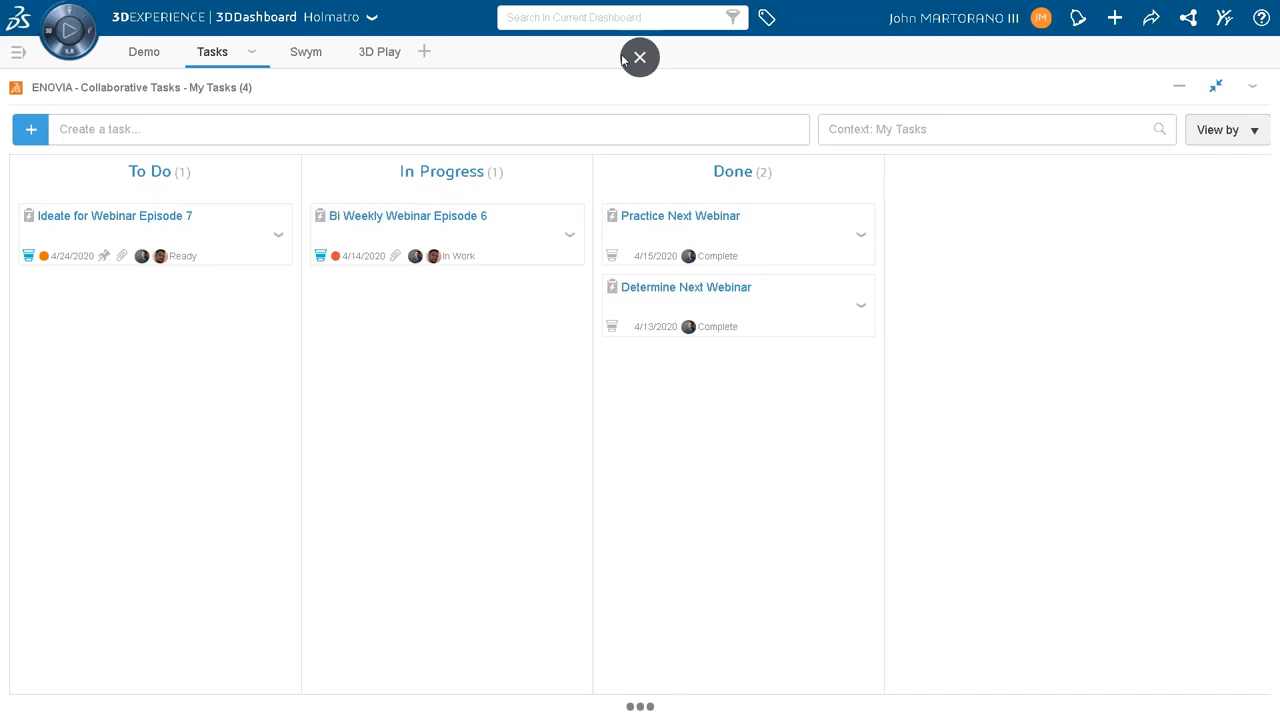 3DEXPERIENCE | 3DDashboard Holmatro
Search In Current Dashboard
John MARTORANO III JM
Demo Tasks Swym 3D Play
ENOVIA - Collaborative Tasks - My Tasks (4)
Create a task...
Context: My Tasks
View by
To Do (1)
In Progress (1)
Done (2)
Ideate for Webinar Episode 7
4/24/2020 Ready
Bi Weekly Webinar Episode 6
4/14/2020 In Work
Practice Next Webinar
4/15/2020 Complete
Determine Next Webinar
4/13/2020 Complete